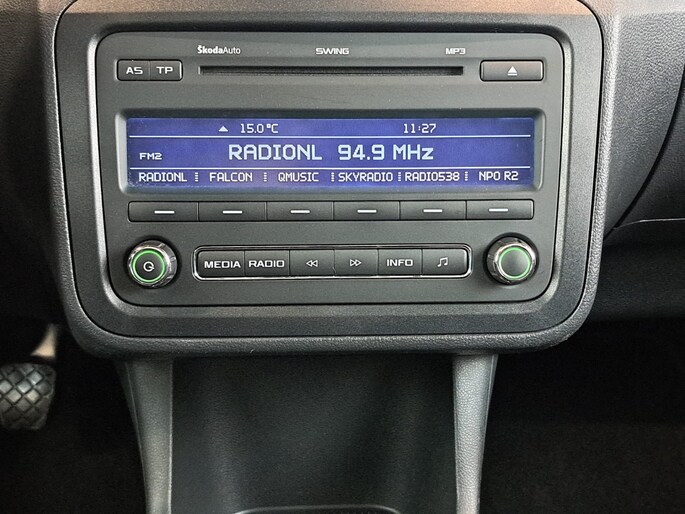 ŠkodaAuto SWING MP3
AS TP
15.0°C 11:27
FM2 RADIONL 94.9 MHz
RADIONL FALCON QMUSIC SKYRADIO RADIO538 NPO R2
MEDIA RADIO INFO